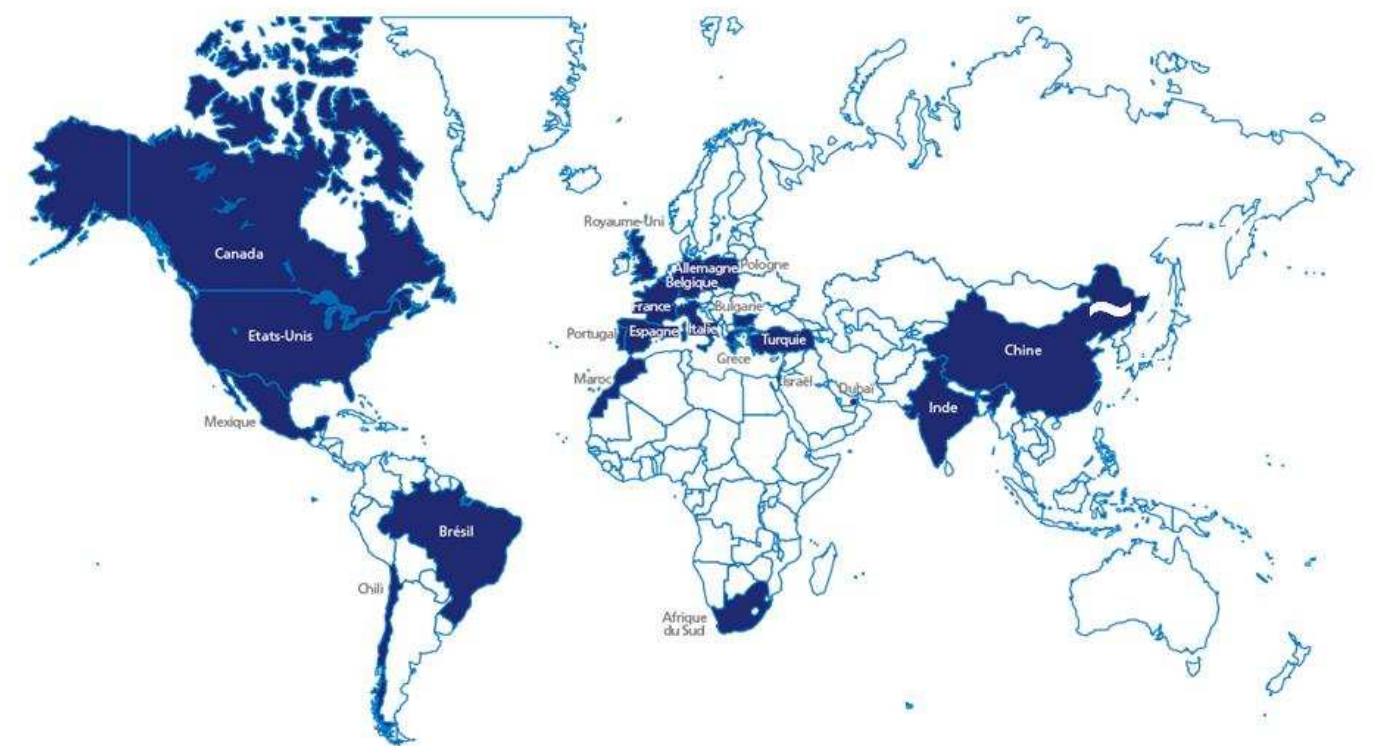 Royaume-Uni
Canada
Allemagne
Pologne
Belgique
France
Bulgarie
Etats-Unis
Portugal
Espagne
Italie
Turquie
Chine
Grece
Maroc
Israël
Dubaï
Inde
Mexique
Brésil
Chili
Afrique
du Sud